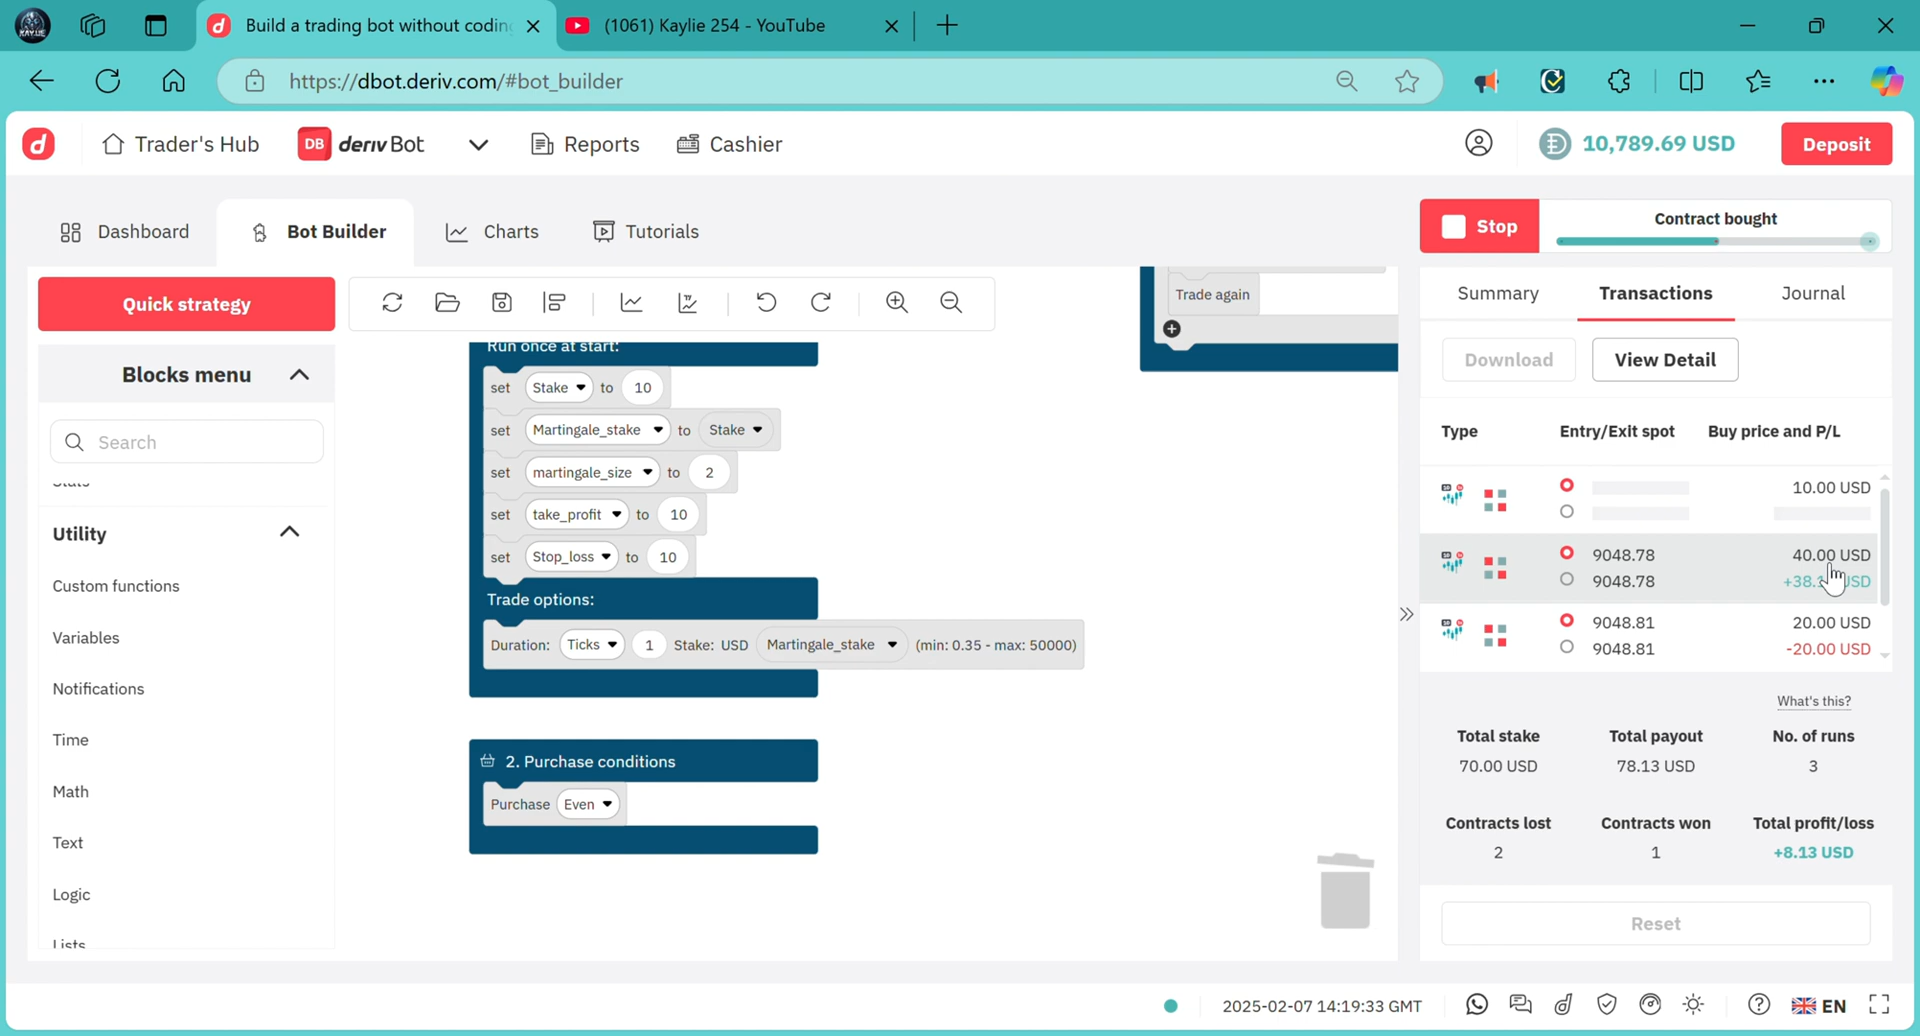 Build a trading bot without coding
(1061) Kaylie 254 - YouTube
https://dbot.deriv.com/#bot_builder
Trader's Hub
DB deriv Bot
Reports
Cashier
10,789.69 USD
Deposit
Dashboard
Bot Builder
Charts
Tutorials
Stop
Contract bought
Quick strategy
Blocks menu
Search
Stats
Utility
Custom functions
Variables
Notifications
Time
Math
Text
Logic
Lists
Run once at start:
set Stake to 10
set Martingale_stake to Stake
set martingale_size to 2
set take_profit to 10
set Stop_loss to 10
Trade options:
Duration: Ticks 1 Stake: USD Martingale_stake (min: 0.35 - max: 50000)
2. Purchase conditions
Purchase Even
Trade again
Summary
Transactions
Journal
Download
View Detail
Type Entry/Exit spot Buy price and P/L
10.00 USD
9048.78 40.00 USD
9048.78 USD
9048.81 20.00 USD
9048.81 -20.00 USD
What's this?
Total stake Total payout No. of runs
70.00 USD 78.13 USD 3
Contracts lost Contracts won Total profit/loss
2 1 +8.13 USD
Reset
2025-02-07 14:19:33 GMT
EN